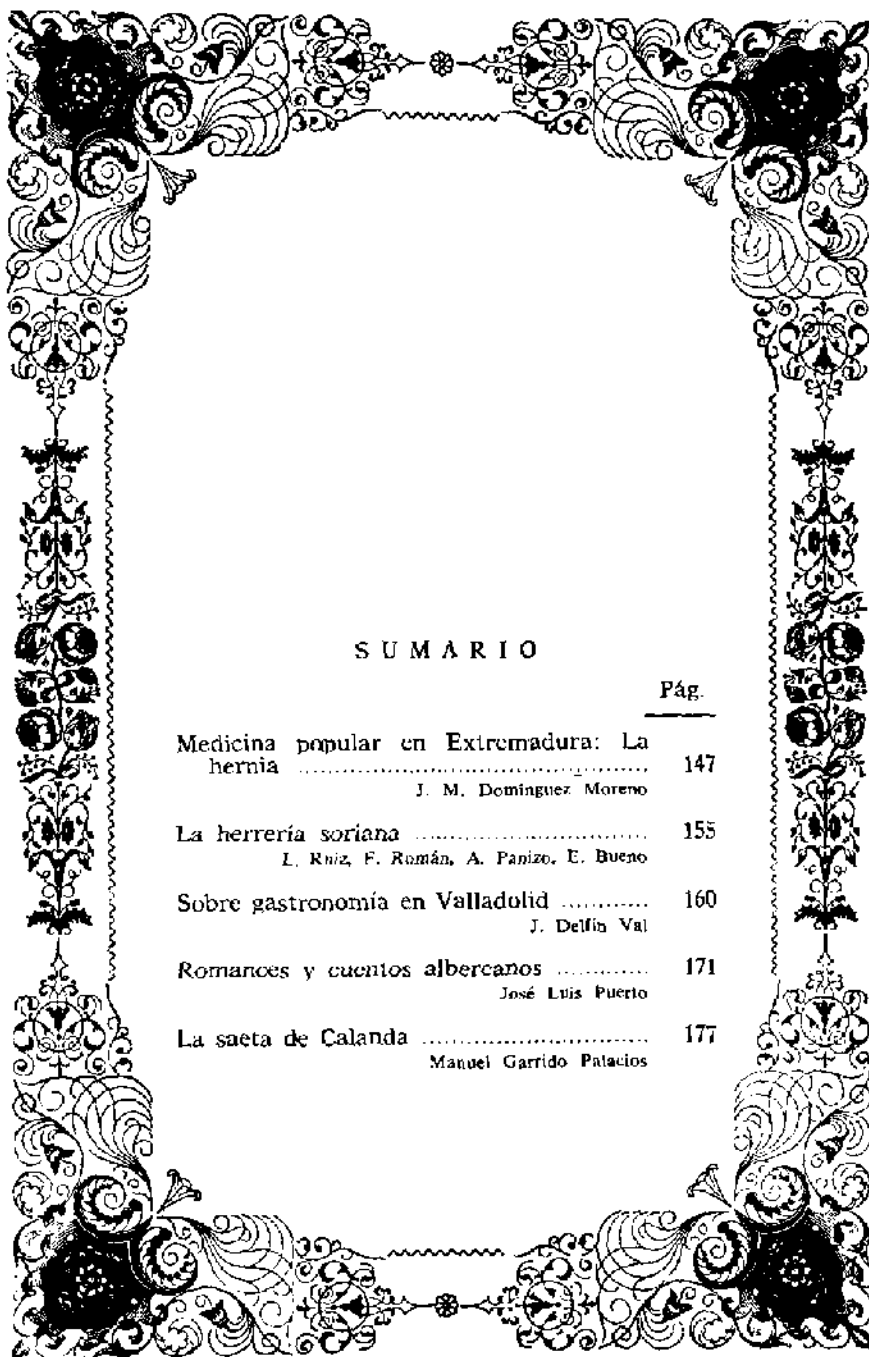 SUMARIO
Pág.
Medicina popular en Extremadura: La
hernia ............................................. 147
J. M. Domínguez Moreno
La herrería soriana .............................. 155
L. Ruiz, F. Román, A. Panizo, E. Bueno
Sobre gastronomía en Valladolid ............ 160
J. Delfín Val
Romances y cuentos albercanos ............. 171
José Luis Puerto
La saeta de Calanda ............................. 177
Manuel Garrido Palacios